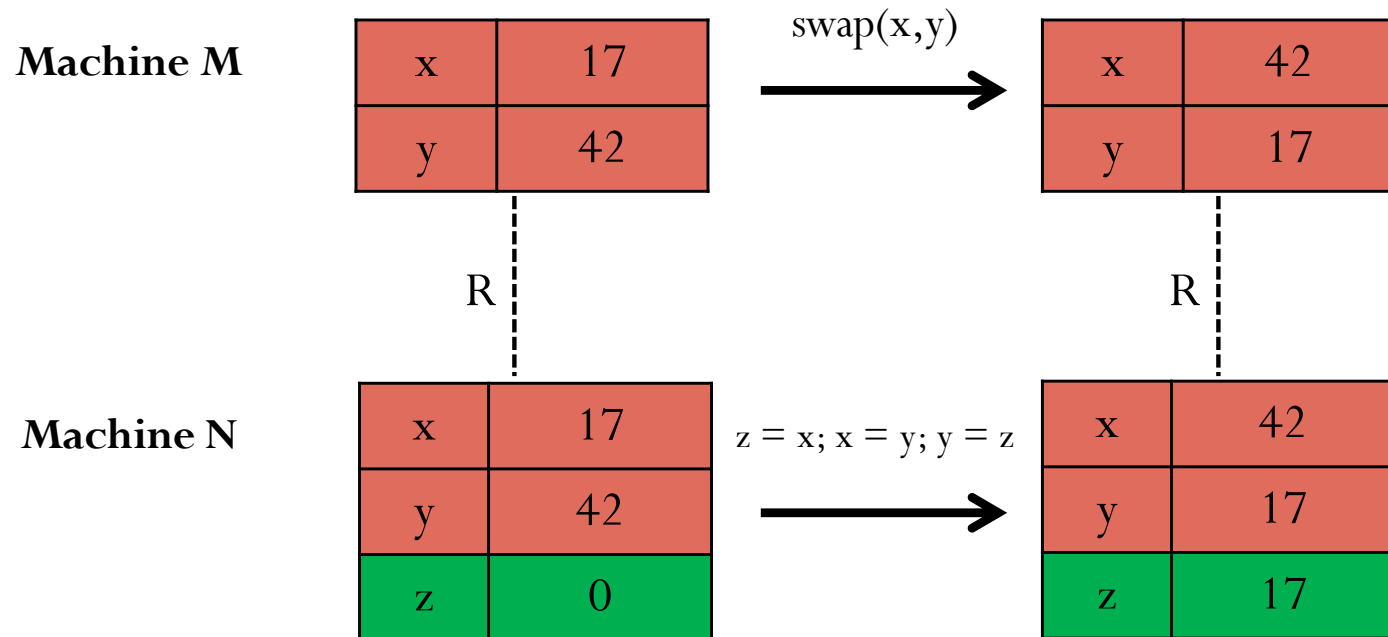 Machine M
x 17
y 42
swap(x,y)
x 42
y 17
R
R
Machine N
x 17
y 42
z 0
z = x; x = y; y = z
x 42
y 17
z 17